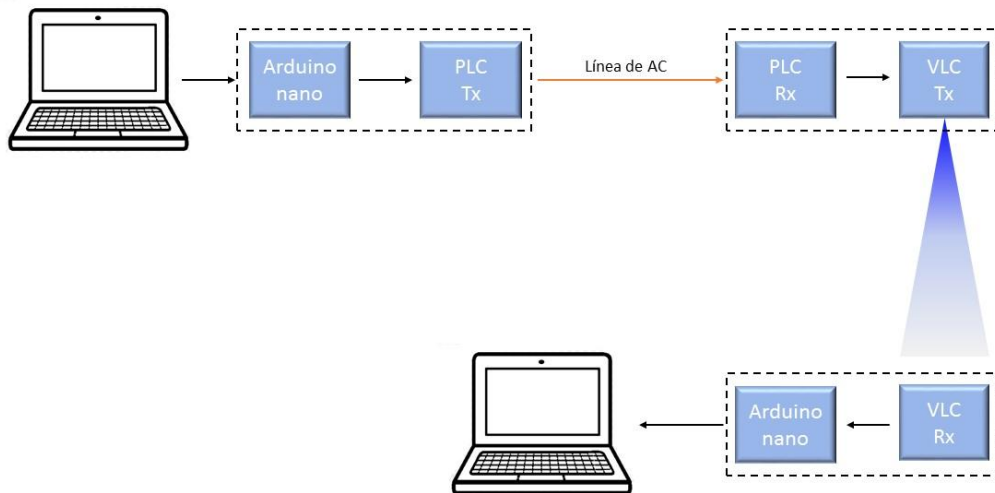 Arduino
nano
PLC
Tx
Línea de AC
PLC
Rx
VLC
Tx
Arduino
nano
VLC
Rx